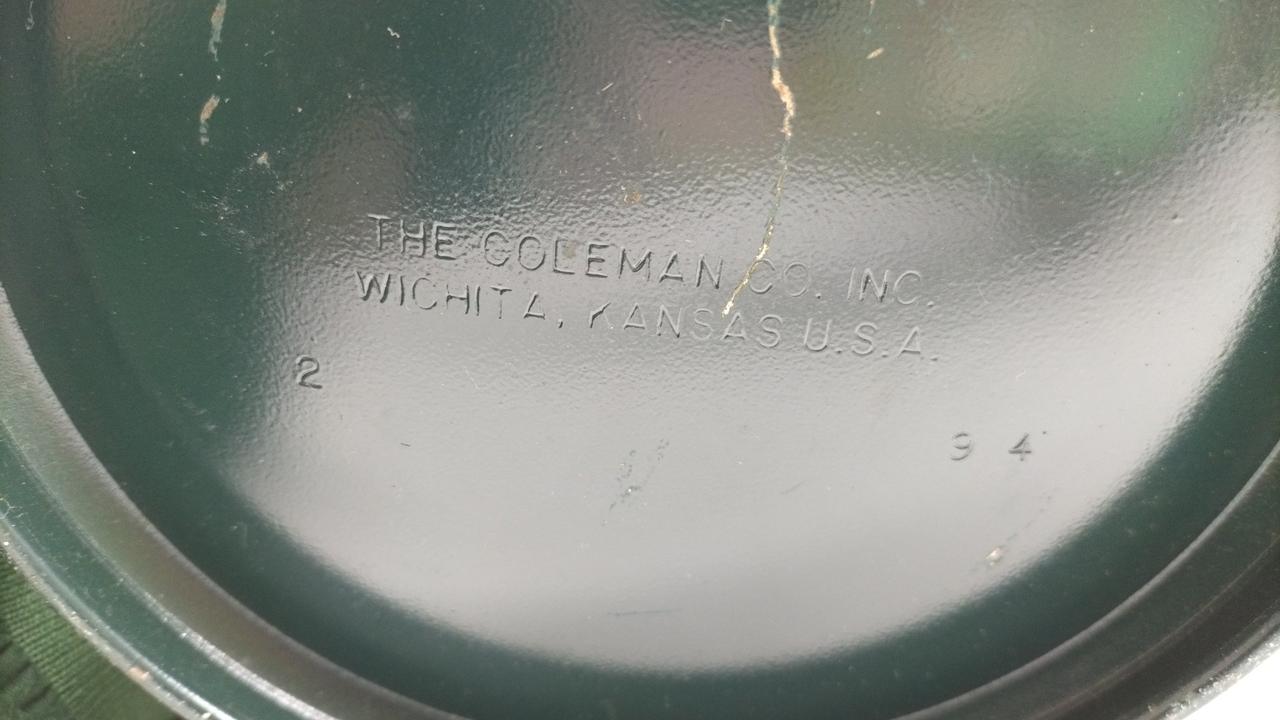 THE COLEMAN CO. INC.
WICHITA, KANSAS U.S.A.
2
9 4